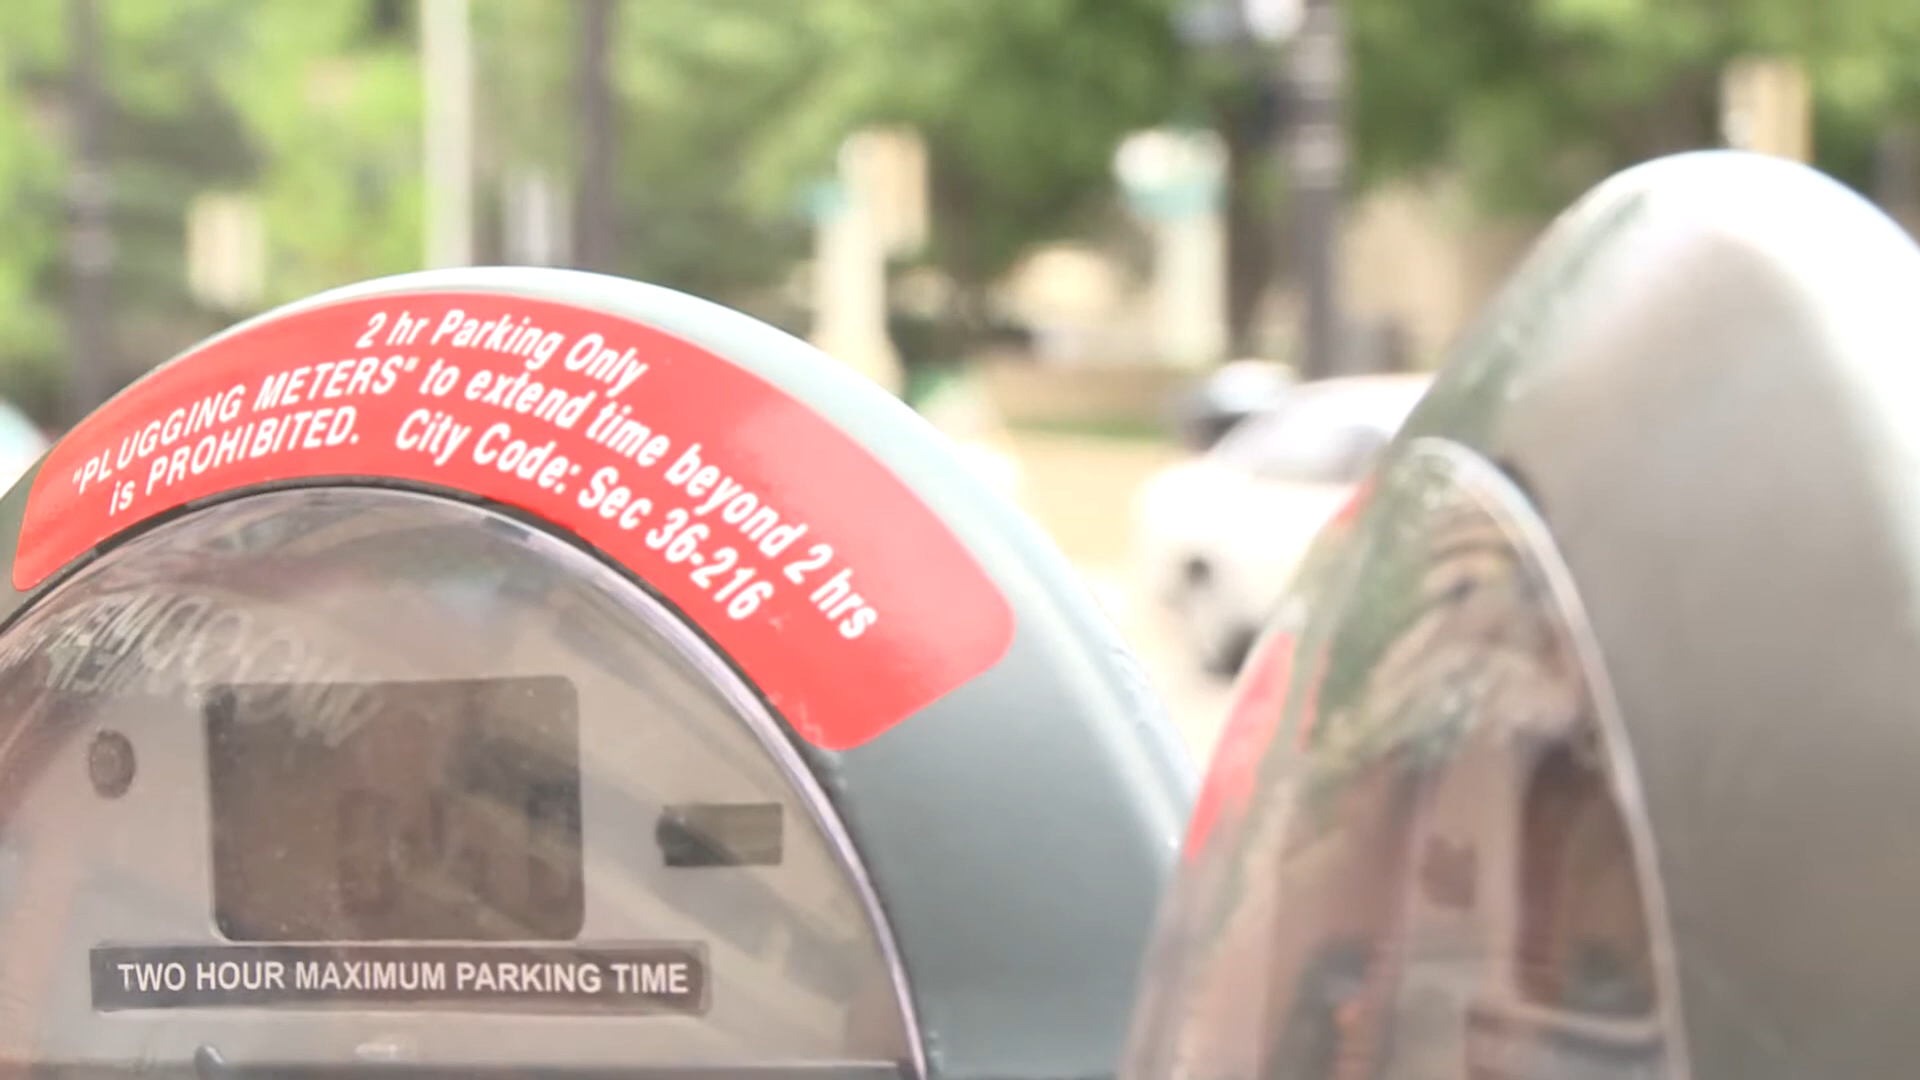 2 hr Parking Only
"PLUGGING METERS" to extend time beyond 2 hrs
is PROHIBITED. City Code: Sec 36-216
TWO HOUR MAXIMUM PARKING TIME